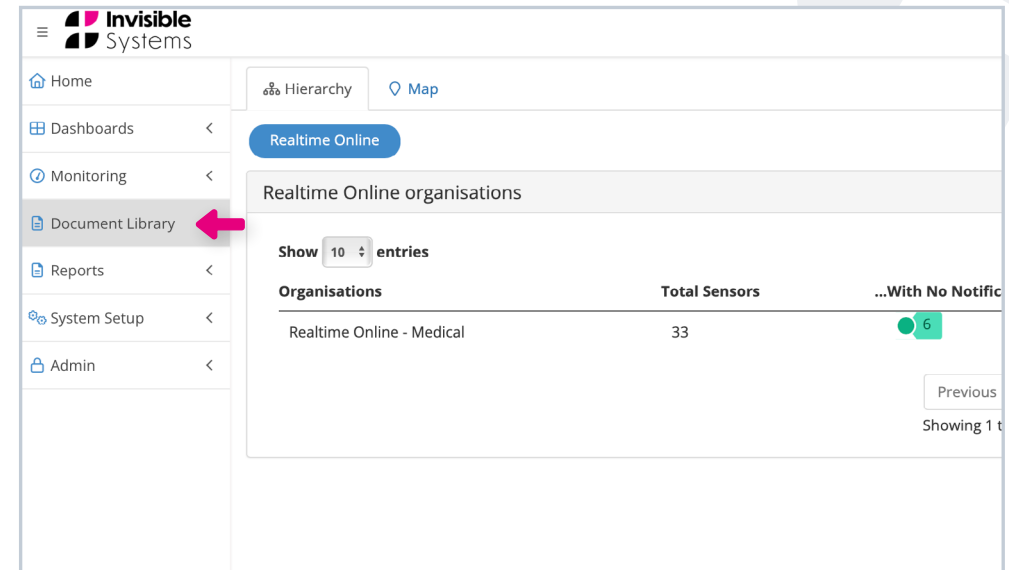 Invisible
Systems
Home
Dashboards
Monitoring
Document Library
Reports
System Setup
Admin
Hierarchy Map
Realtime Online
Realtime Online organisations
Show 10 entries
Organisations Total Sensors ...With No Notific
Realtime Online - Medical 33 6
Previous
Showing 1 t